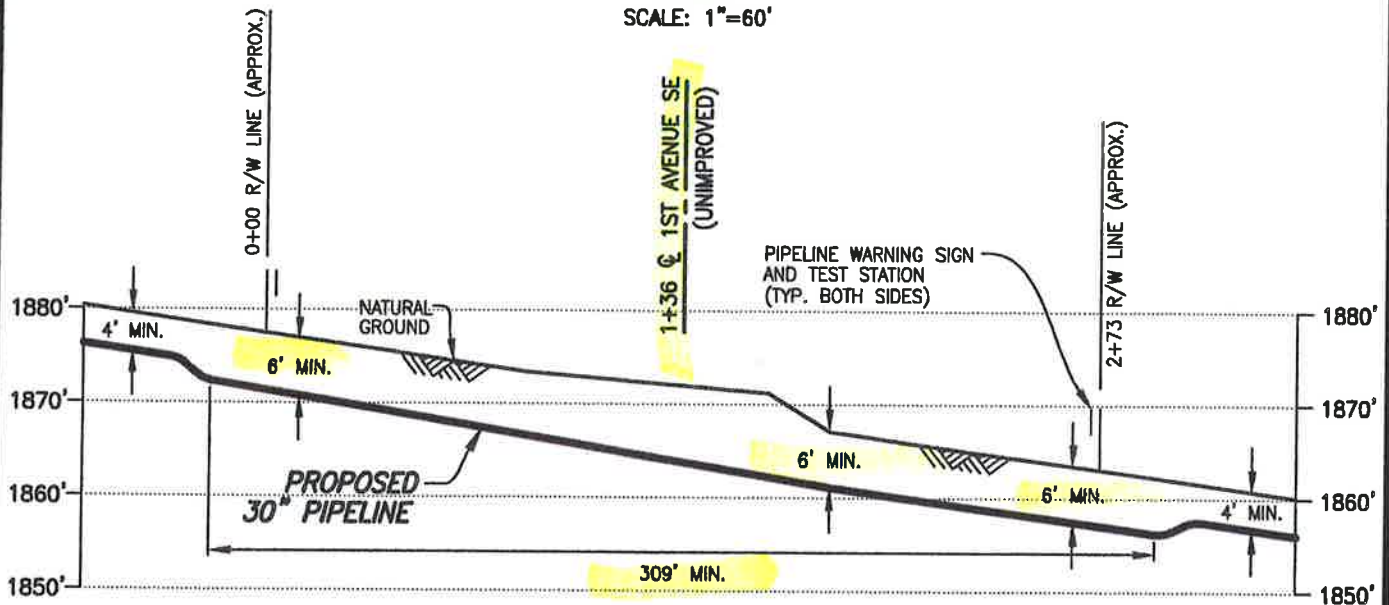 SCALE: 1"=60'
0+00 R/W LINE (APPROX.)
1+36 ℄ 1ST AVENUE SE
(UNIMPROVED)
2+73 R/W LINE (APPROX.)
PIPELINE WARNING SIGN
AND TEST STATION
(TYP. BOTH SIDES)
NATURAL
GROUND
1880'
1880'
4' MIN.
6' MIN.
1870'
1870'
6' MIN.
6' MIN.
4' MIN.
PROPOSED
30" PIPELINE
1860'
1860'
309' MIN.
1850'
1850'